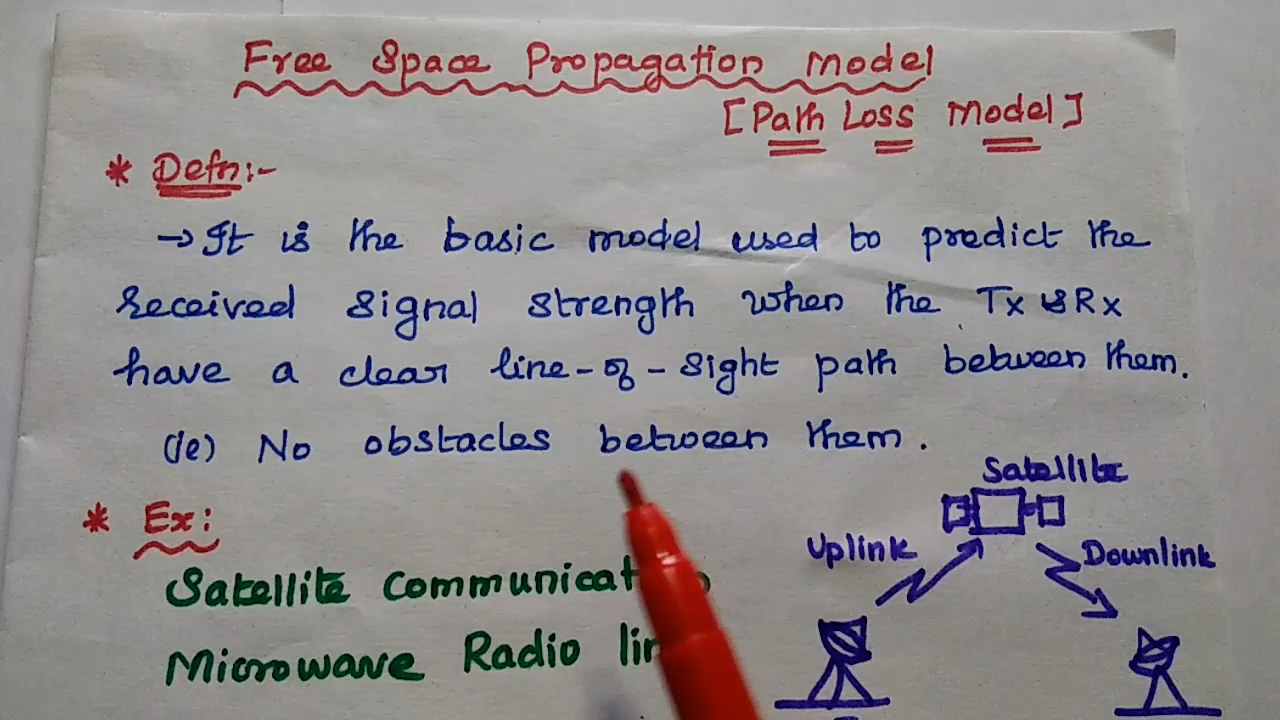 Free Space Propagation Model
[Path Loss Model]
* Defn:-
→ It is the basic model used to predict the
received signal strength when the Tx & Rx
have a clear line-of-sight path between them.
(ie) No obstacles between them.
* Ex:
Satellite
Uplink
Downlink
Satellite
Microwave Radio